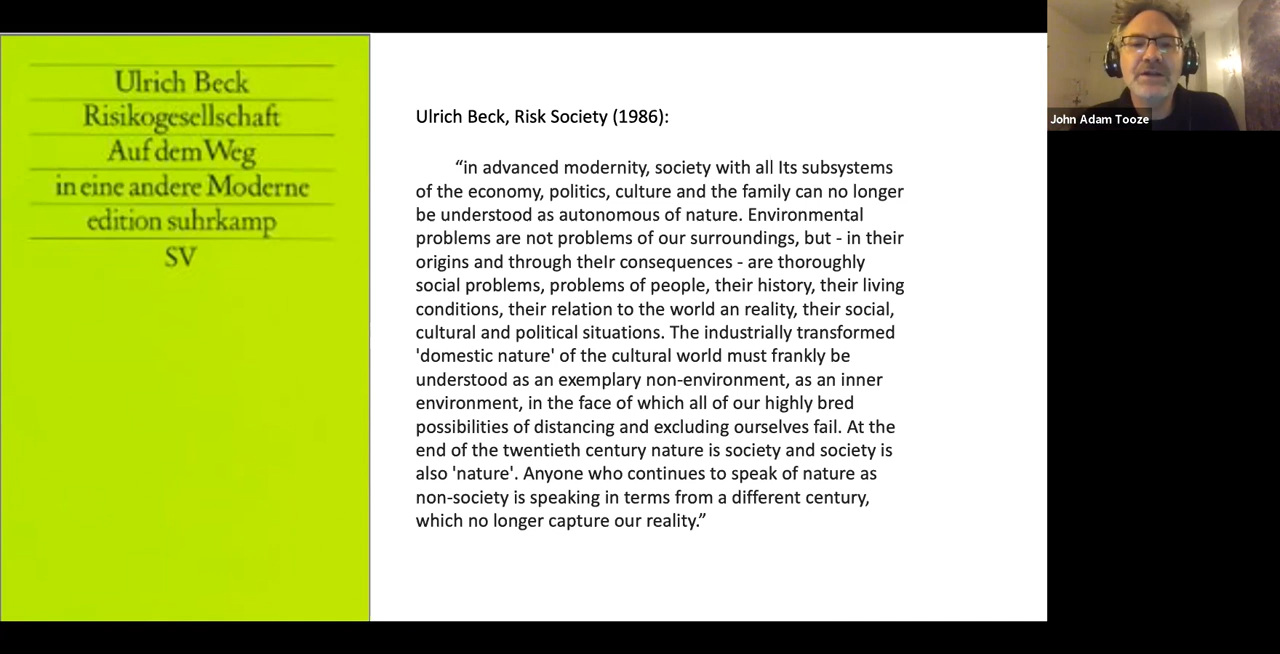 Ulrich Beck
Risikogesellschaft
Auf dem Weg
in eine andere Moderne
edition suhrkamp
SV
Ulrich Beck, Risk Society (1986):
“in advanced modernity, society with all Its subsystems
of the economy, politics, culture and the family can no longer
be understood as autonomous of nature. Environmental
problems are not problems of our surroundings, but - in their
origins and through theIr consequences - are thoroughly
social problems, problems of people, their history, their living
conditions, their relation to the world an reality, their social,
cultural and political situations. The industrially transformed
'domestic nature' of the cultural world must frankly be
understood as an exemplary non-environment, as an inner
environment, in the face of which all of our highly bred
possibilities of distancing and excluding ourselves fail. At the
end of the twentieth century nature is society and society is
also 'nature'. Anyone who continues to speak of nature as
non-society is speaking in terms from a different century,
which no longer capture our reality.”
John Adam Tooze